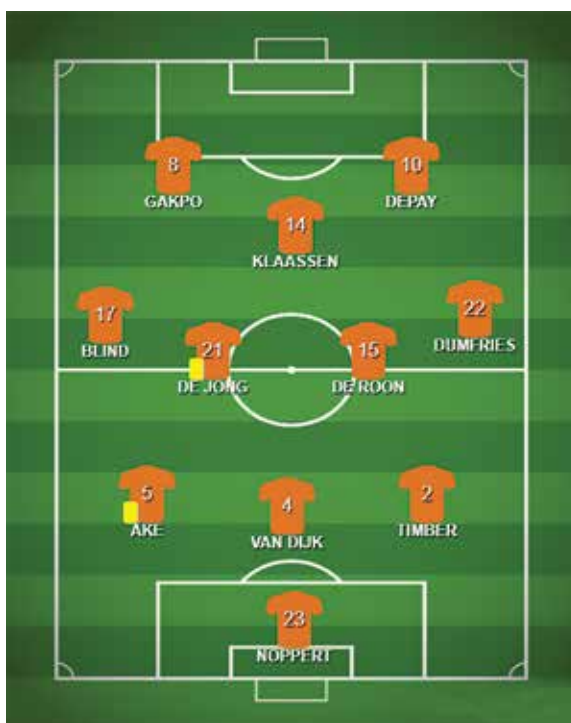 8
GAKPO
10
DEPAY
14
KLAASSEN
17
BLIND
22
DUMFRIES
21
DE JONG
15
DE ROON
5
AKE
4
VAN DIJK
2
TIMBER
23
NOPPERT